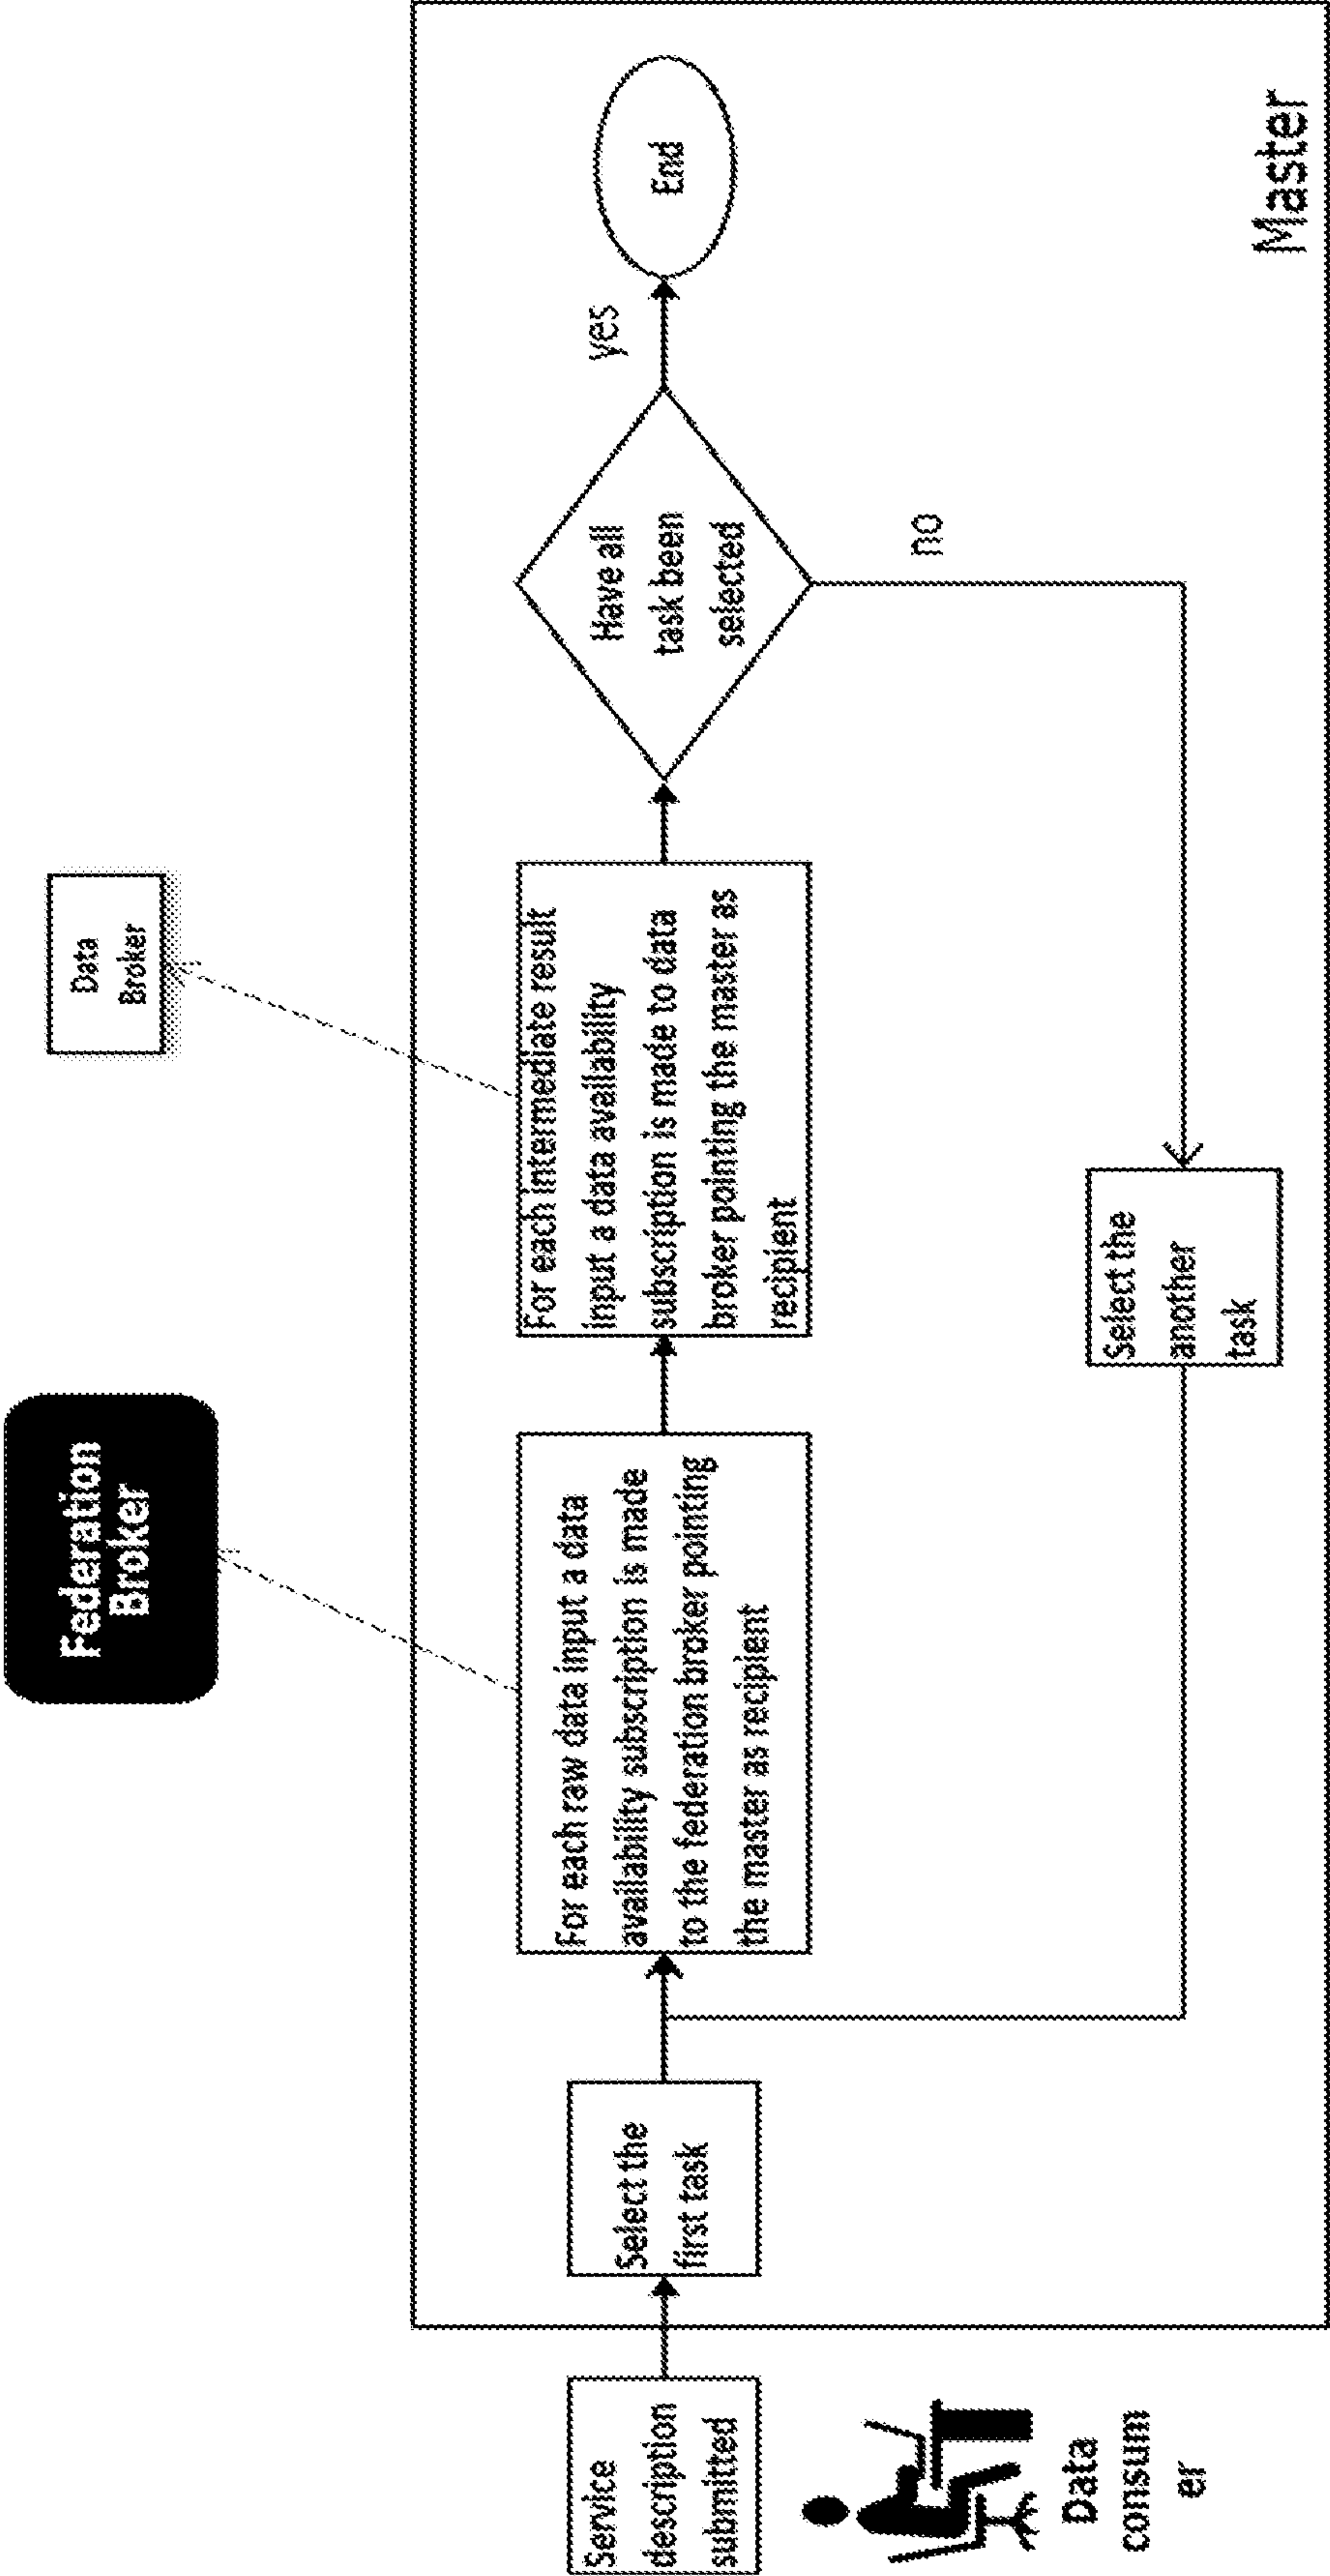 Federation
Broker
Data
Broker
Service
description
submitted
Select the
first task
For each raw data input a data
availability subscription is made
to the federation broker pointing
the master as recipient
For each intermediate result
input a data availability
subscription is made to data
broker pointing the master as
recipient
Have all
task been
selected
yes
End
no
Select the
another
task
Data
consum
er
Master